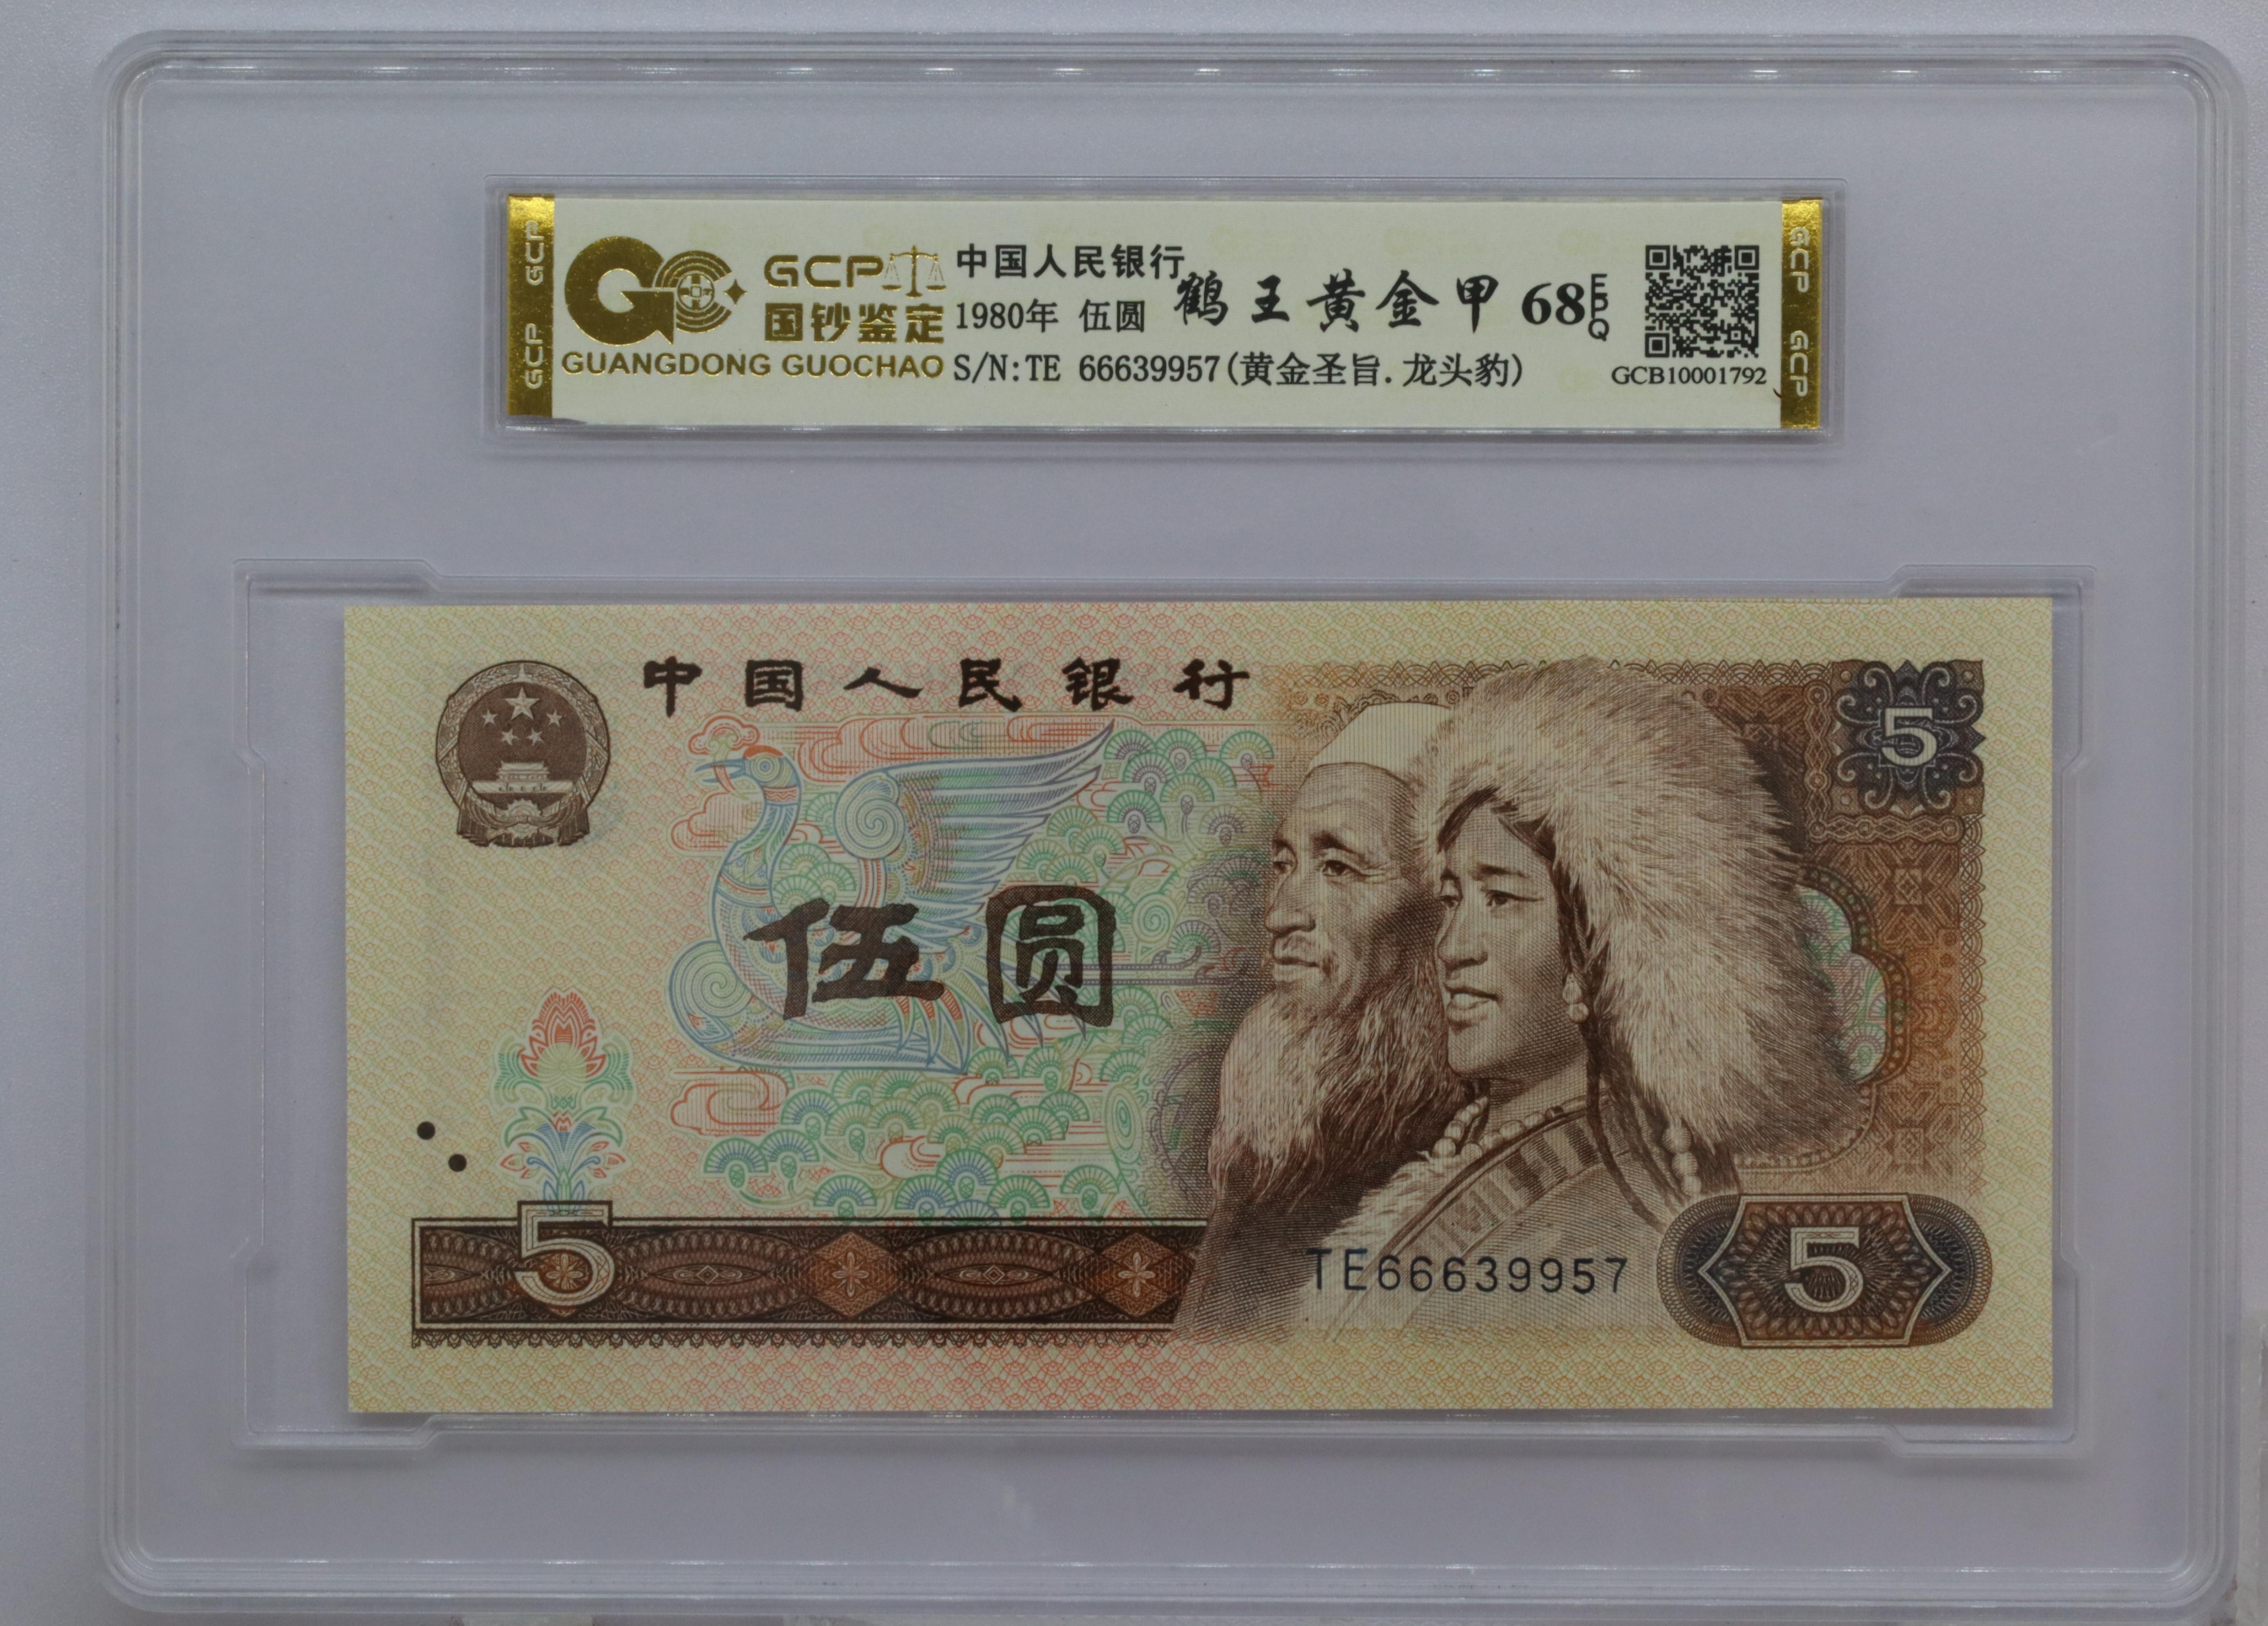 GCP GCP
GCP
国钞鉴定
GUANGDONG GUOCHAO
中国人民银行
1980年 伍圆
鹤王黄金甲 68 EPQ
S/N:TE 66639957(黄金圣旨.龙头豹)
GCB10001792
GCP GCP
中国人民银行
5
伍圆
5
TE66639957
5